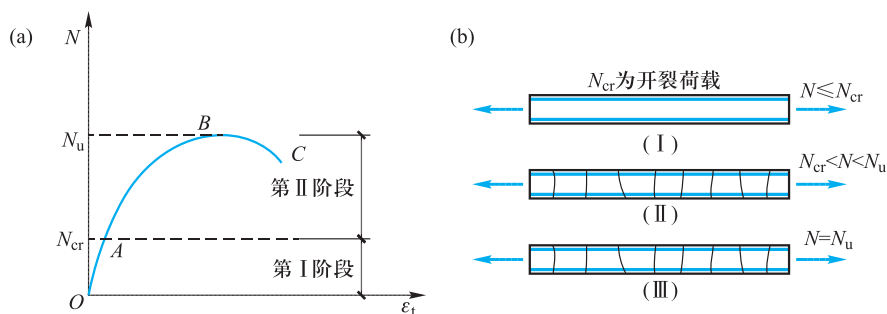 (a)
N
N_u
B
C
第Ⅱ阶段
N_cr
A
第Ⅰ阶段
O
ε_t
(b)
N_cr为开裂荷载
N≤N_cr
(Ⅰ)
N_cr<N<N_u
(Ⅱ)
N=N_u
(Ⅲ)